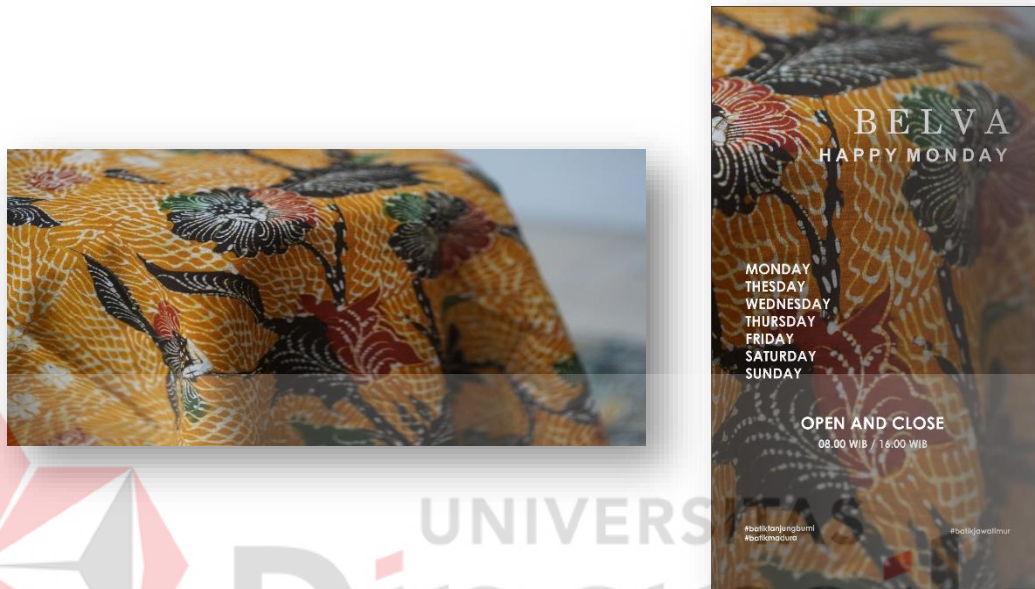 BELVA
HAPPY MONDAY
MONDAY
THESDAY
WEDNESDAY
THURSDAY
FRIDAY
SATURDAY
SUNDAY
OPEN AND CLOSE
08.00 WIB / 16.00 WIB
#batiktanjungbumi
#batikmadura
#batikjawatimur
UNIVERSITAS